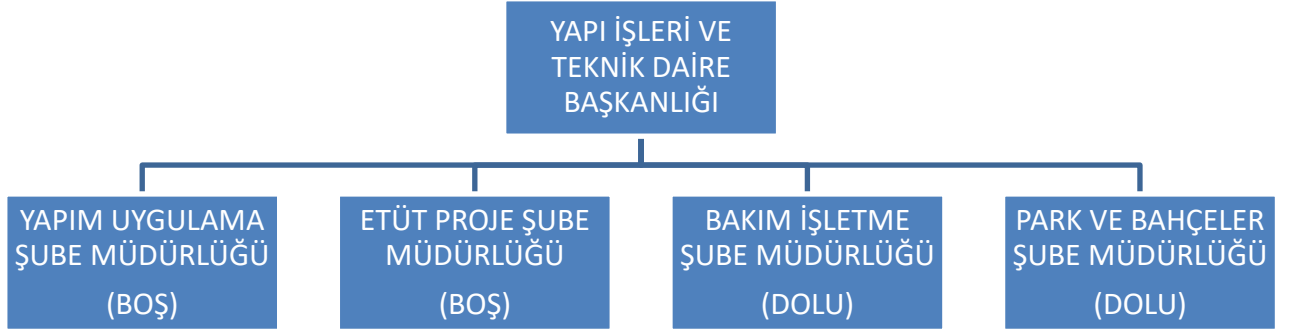 YAPI İŞLERİ VE
TEKNİK DAİRE
BAŞKANLIĞI
YAPIM UYGULAMA
ŞUBE MÜDÜRLÜĞÜ
(BOŞ)
ETÜT PROJE ŞUBE
MÜDÜRLÜĞÜ
(BOŞ)
BAKIM İŞLETME
ŞUBE MÜDÜRLÜĞÜ
(DOLU)
PARK VE BAHÇELER
ŞUBE MÜDÜRLÜĞÜ
(DOLU)